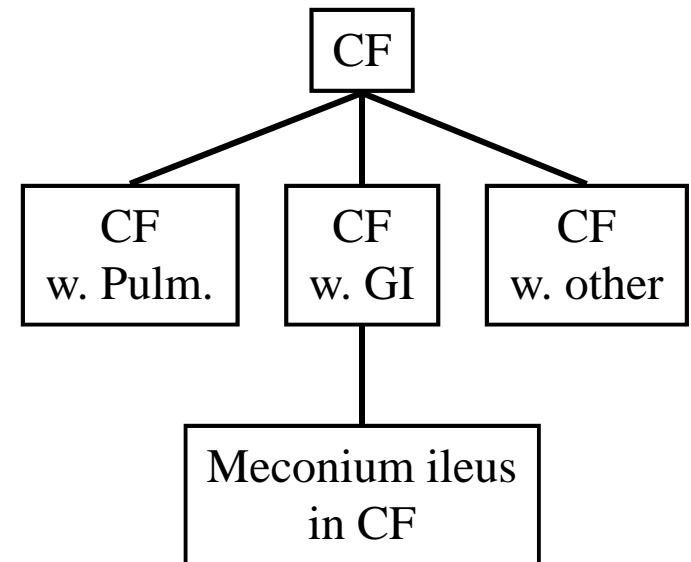 CF
CF
w. Pulm.
CF
w. GI
CF
w. other
Meconium ileus
in CF